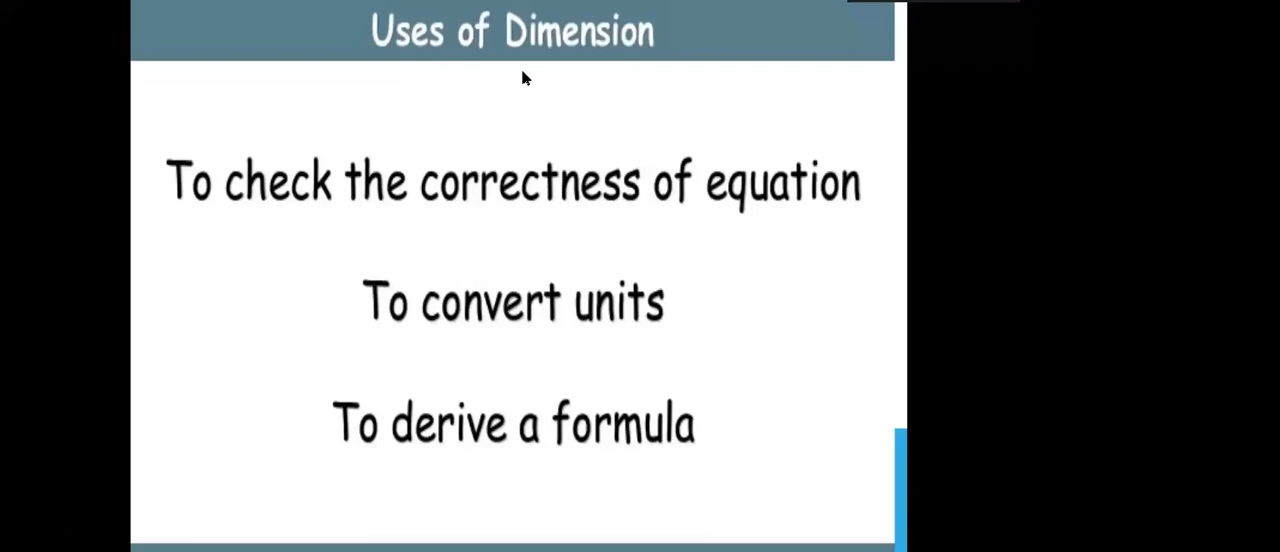 Uses of Dimension
To check the correctness of equation
To convert units
To derive a formula